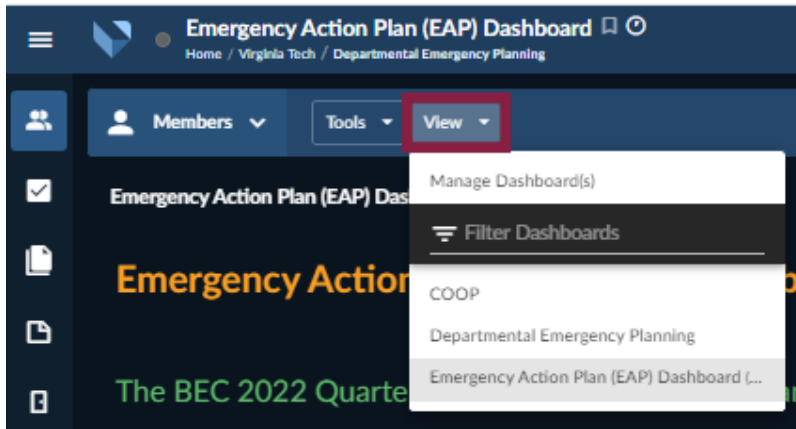 Emergency Action Plan (EAP) Dashboard
Home / Virginia Tech / Departmental Emergency Planning
Members
Tools
View
Manage Dashboard(s)
Emergency Action Plan (EAP) Das
Filter Dashboards
Emergency Action
COOP
Departmental Emergency Planning
Emergency Action Plan (EAP) Dashboard (...
The BEC 2022 Quarte